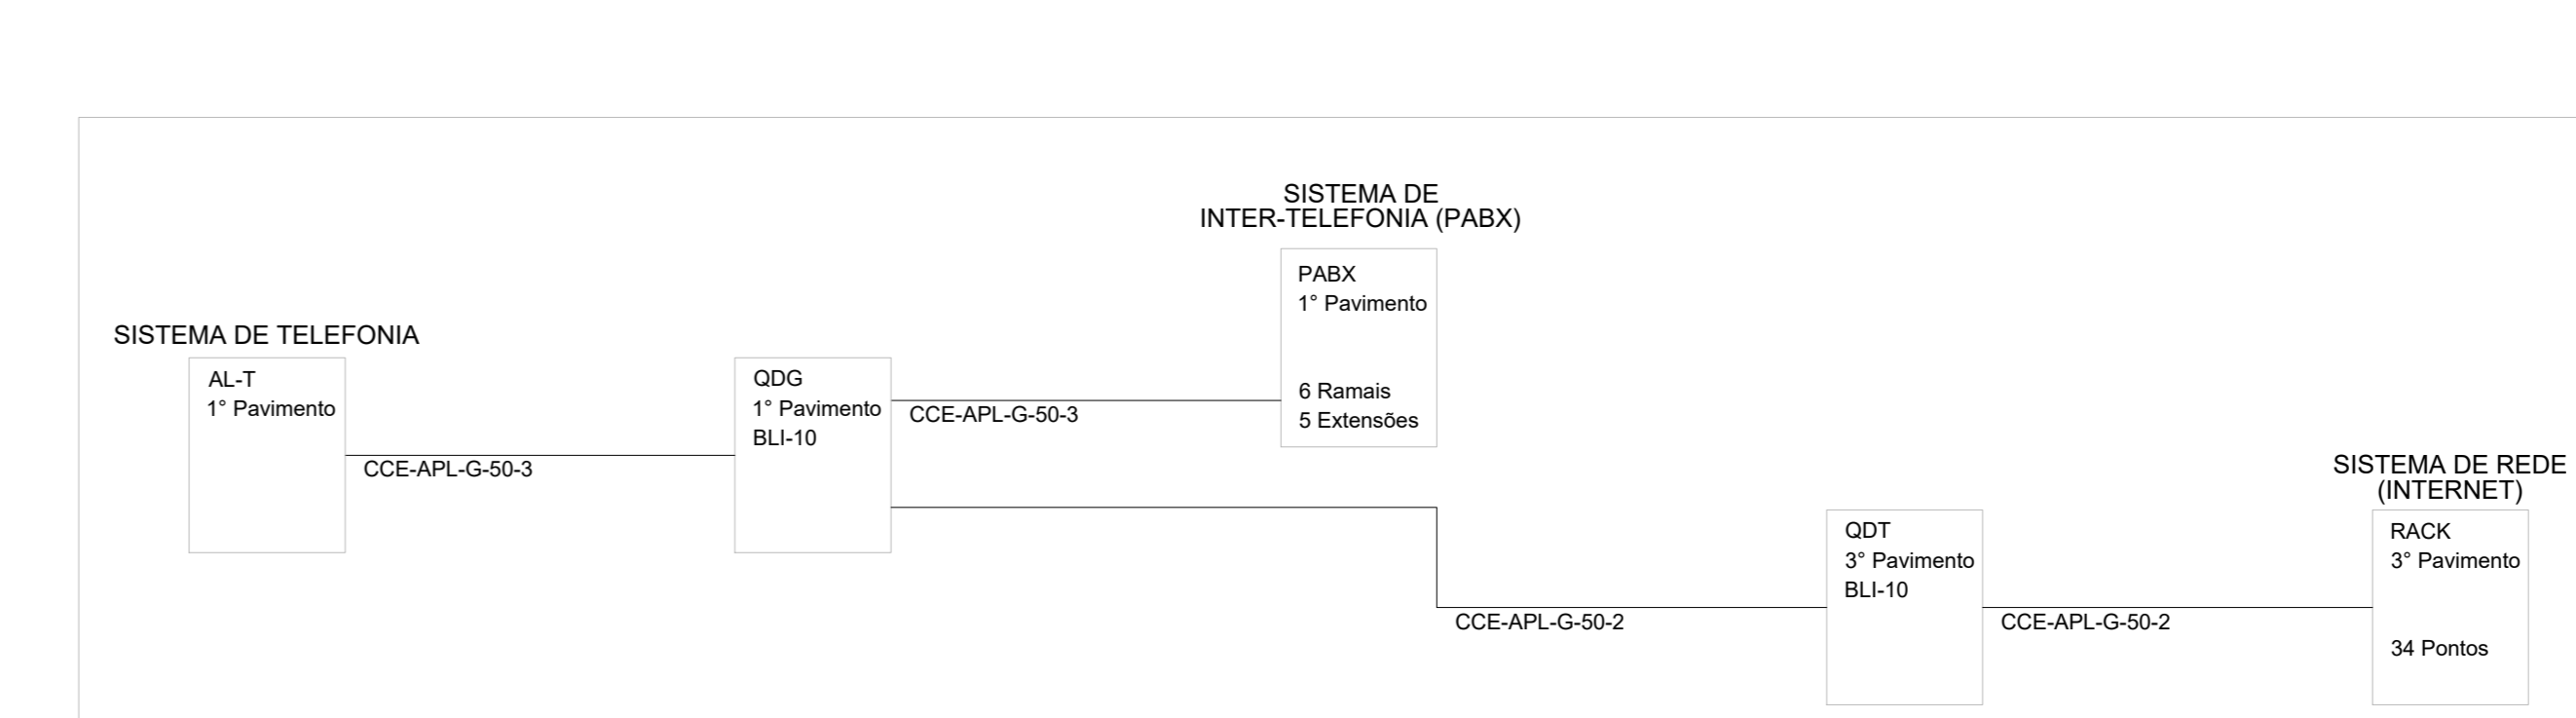 SISTEMA DE TELEFONIA
AL-T
1° Pavimento
CCE-APL-G-50-3
QDG
1° Pavimento
BLI-10
CCE-APL-G-50-3
SISTEMA DE
INTER-TELEFONIA (PABX)
PABX
1° Pavimento
6 Ramais
5 Extensões
CCE-APL-G-50-2
QDT
3° Pavimento
BLI-10
CCE-APL-G-50-2
SISTEMA DE REDE
(INTERNET)
RACK
3° Pavimento
34 Pontos